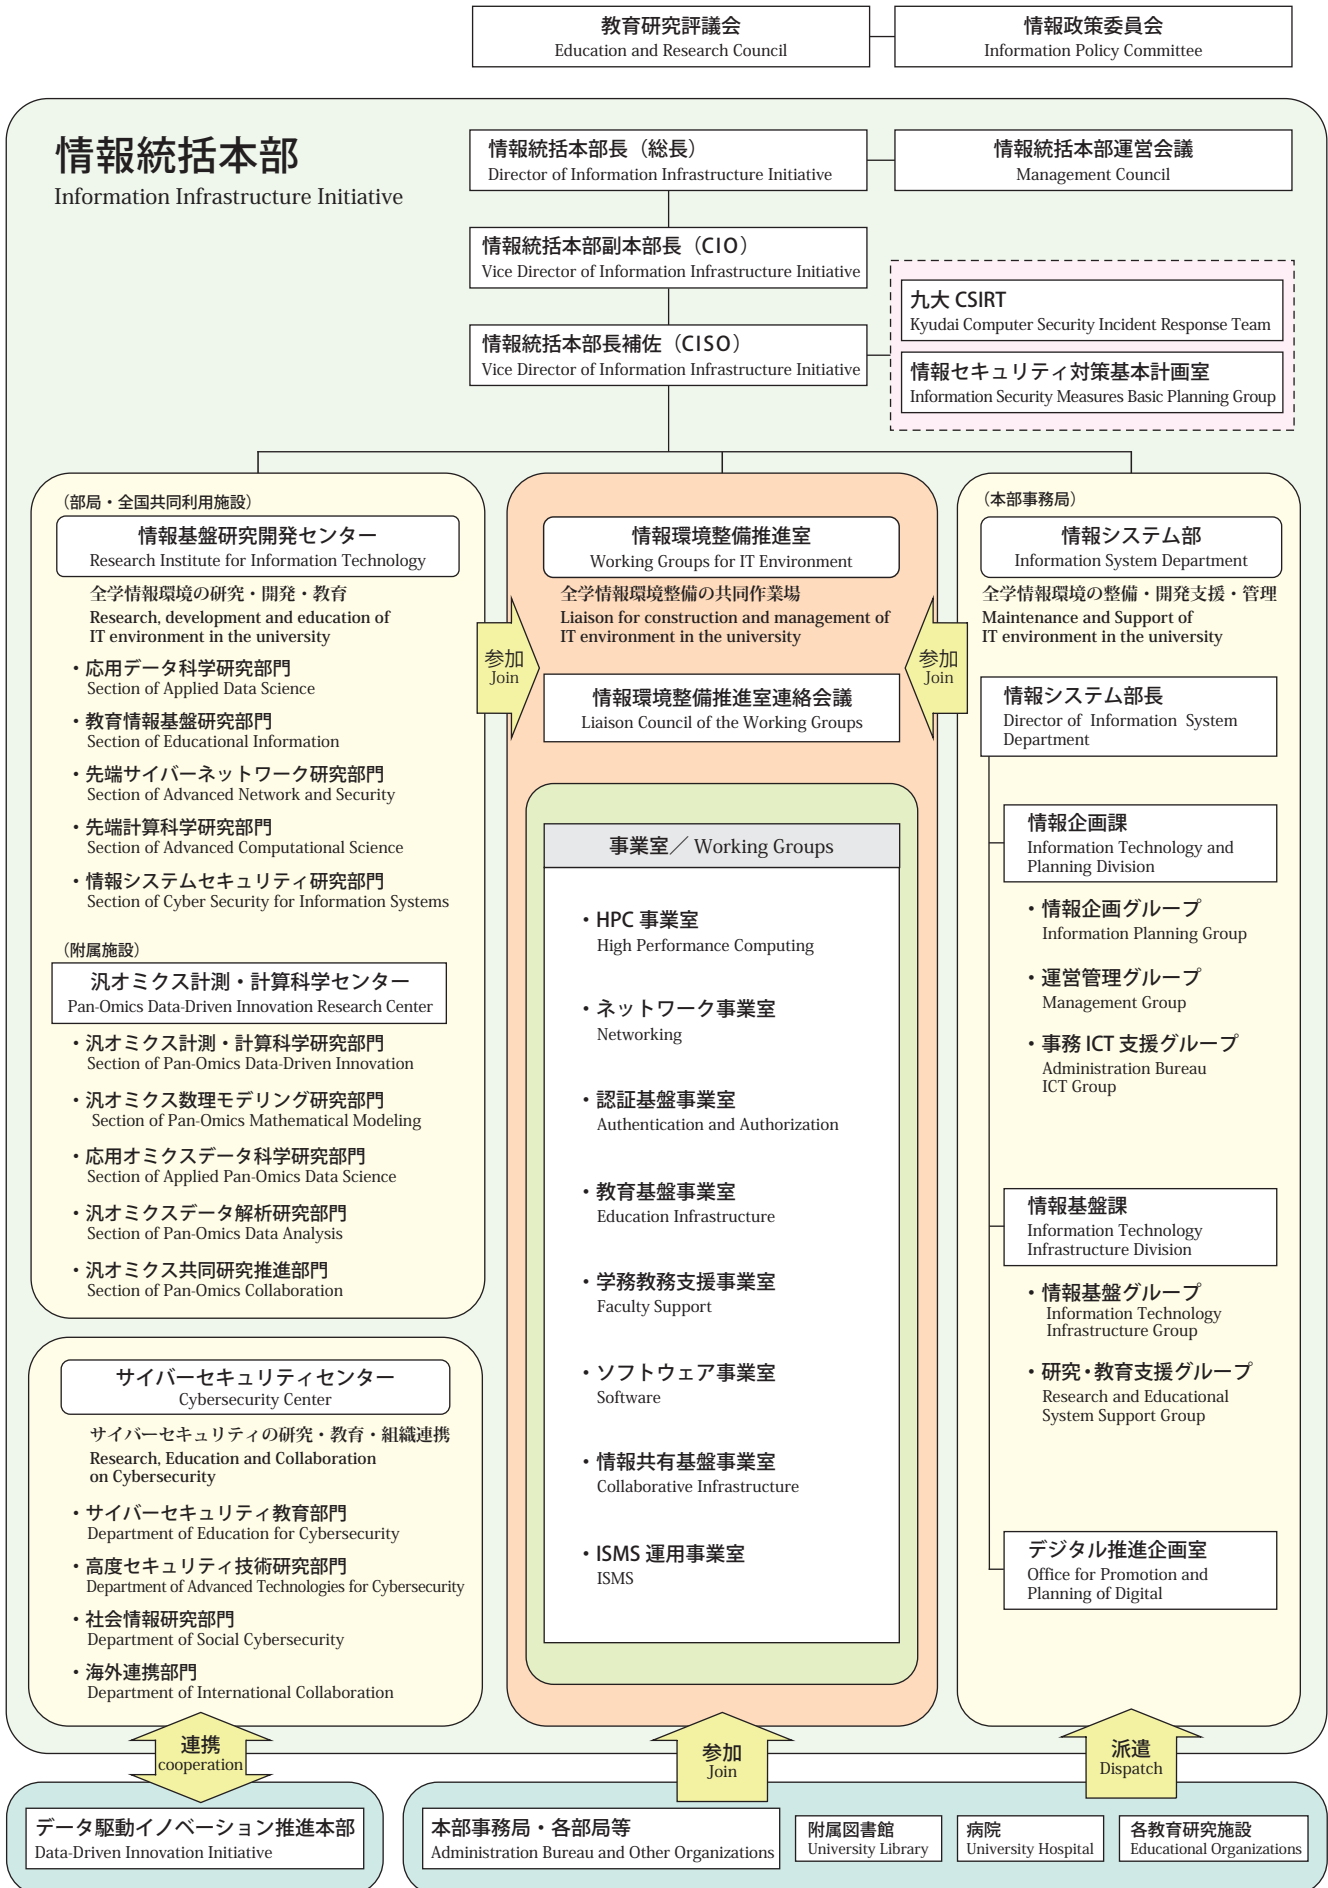 教育研究評議会
Education and Research Council
情報政策委員会
Information Policy Committee
情報統括本部
Information Infrastructure Initiative
情報統括本部長（総長）
Director of Information Infrastructure Initiative
情報統括本部運営会議
Management Council
情報統括本部副本部長（CIO）
Vice Director of Information Infrastructure Initiative
情報統括本部長補佐（CISO）
Vice Director of Information Infrastructure Initiative
九大 CSIRT
Kyudai Computer Security Incident Response Team
情報セキュリティ対策基本計画室
Information Security Measures Basic Planning Group
（部局・全国共同利用施設）
情報基盤研究開発センター
Research Institute for Information Technology
全学情報環境の研究・開発・教育
Research, development and education of
IT environment in the university
・応用データ科学研究部門
Section of Applied Data Science
・教育情報基盤研究部門
Section of Educational Information
・先端サイバーネットワーク研究部門
Section of Advanced Network and Security
・先端計算科学研究部門
Section of Advanced Computational Science
・情報システムセキュリティ研究部門
Section of Cyber Security for Information Systems
（附属施設）
汎オミクス計測・計算科学センター
Pan-Omics Data-Driven Innovation Research Center
・汎オミクス計測・計算科学研究部門
Section of Pan-Omics Data-Driven Innovation
・汎オミクス数理モデリング研究部門
Section of Pan-Omics Mathematical Modeling
・応用オミクスデータ科学研究部門
Section of Applied Pan-Omics Data Science
・汎オミクスデータ解析研究部門
Section of Pan-Omics Data Analysis
・汎オミクス共同研究推進部門
Section of Pan-Omics Collaboration
サイバーセキュリティセンター
Cybersecurity Center
サイバーセキュリティの研究・教育・組織連携
Research, Education and Collaboration
on Cybersecurity
・サイバーセキュリティ教育部門
Department of Education for Cybersecurity
・高度セキュリティ技術研究部門
Department of Advanced Technologies for Cybersecurity
・社会情報研究部門
Department of Social Cybersecurity
・海外連携部門
Department of International Collaboration
参加
Join
情報環境整備推進室
Working Groups for IT Environment
全学情報環境整備の共同作業場
Liaison for construction and management of
IT environment in the university
情報環境整備推進室連絡会議
Liaison Council of the Working Groups
事業室／ Working Groups
・HPC 事業室
High Performance Computing
・ネットワーク事業室
Networking
・認証基盤事業室
Authentication and Authorization
・教育基盤事業室
Education Infrastructure
・学務教務支援事業室
Faculty Support
・ソフトウェア事業室
Software
・情報共有基盤事業室
Collaborative Infrastructure
・ISMS 運用事業室
ISMS
参加
Join
（本部事務局）
情報システム部
Information System Department
全学情報環境の整備・開発支援・管理
Maintenance and Support of
IT environment in the university
情報システム部長
Director of Information System
Department
情報企画課
Information Technology and
Planning Division
・情報企画グループ
Information Planning Group
・運営管理グループ
Management Group
・事務 ICT 支援グループ
Administration Bureau
ICT Group
情報基盤課
Information Technology
Infrastructure Division
・情報基盤グループ
Information Technology
Infrastructure Group
・研究・教育支援グループ
Research and Educational
System Support Group
デジタル推進企画室
Office for Promotion and
Planning of Digital
連携
cooperation
参加
Join
派遣
Dispatch
データ駆動イノベーション推進本部
Data-Driven Innovation Initiative
本部事務局・各部局等
Administration Bureau and Other Organizations
附属図書館
University Library
病院
University Hospital
各教育研究施設
Educational Organizations